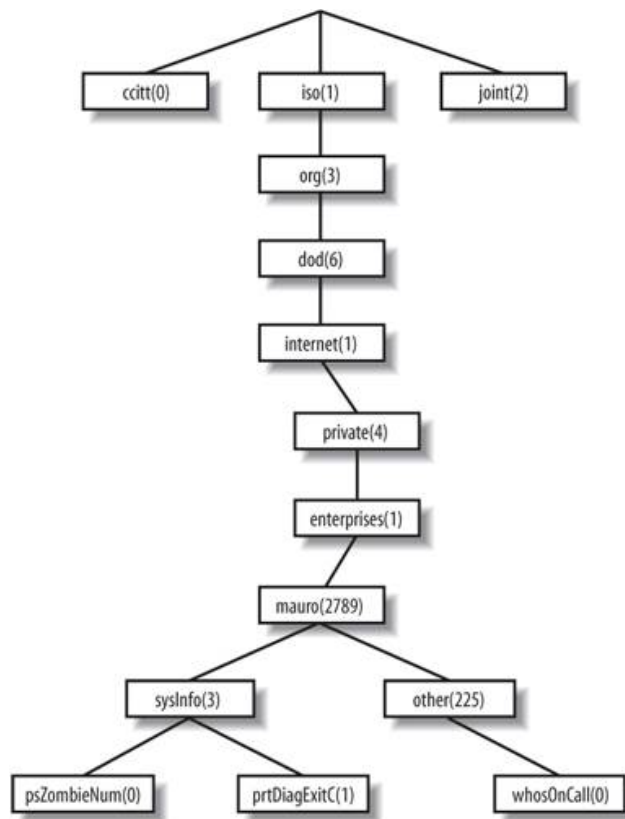 ccitt(0) iso(1) joint(2)
org(3)
dod(6)
internet(1)
private(4)
enterprises(1)
mauro(2789)
sysInfo(3) other(225)
psZombieNum(0) prtDiagExitC(1) whosOnCall(0)